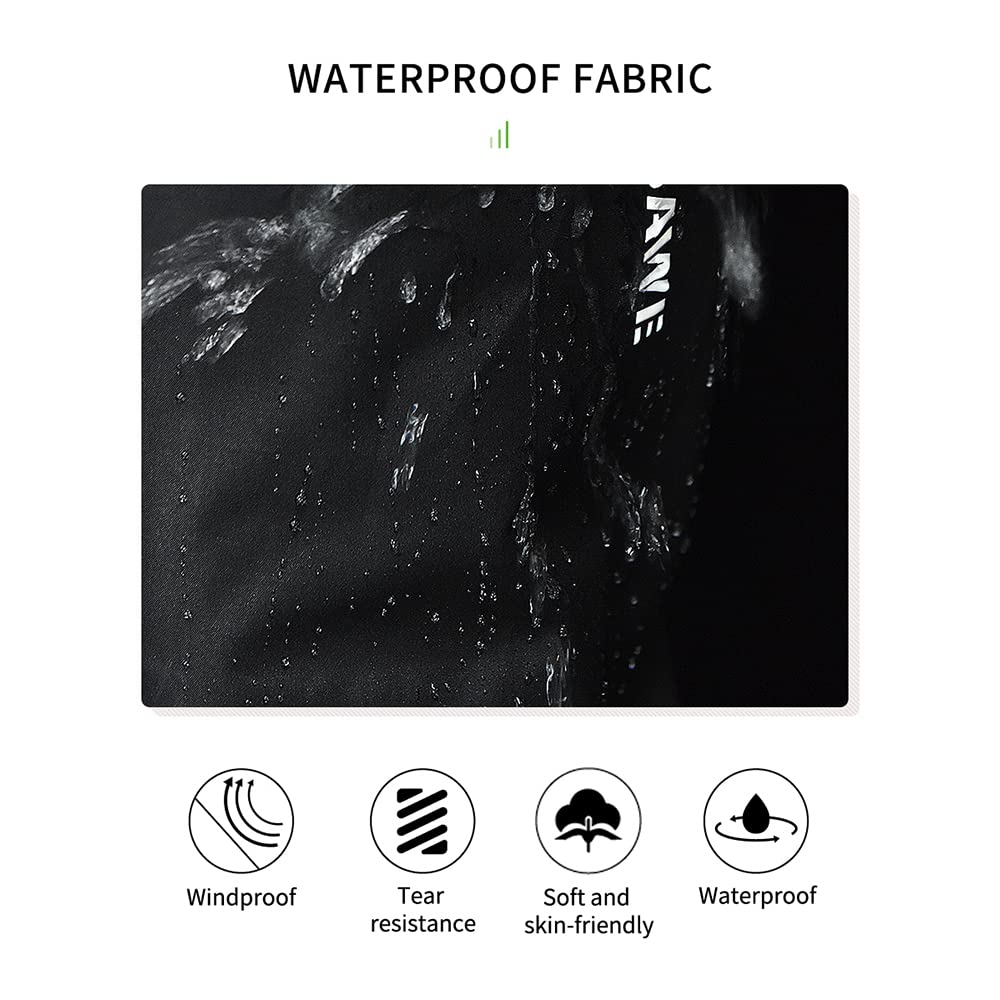 WATERPROOF FABRIC
Windproof
Tear
resistance
Soft and
skin-friendly
Waterproof